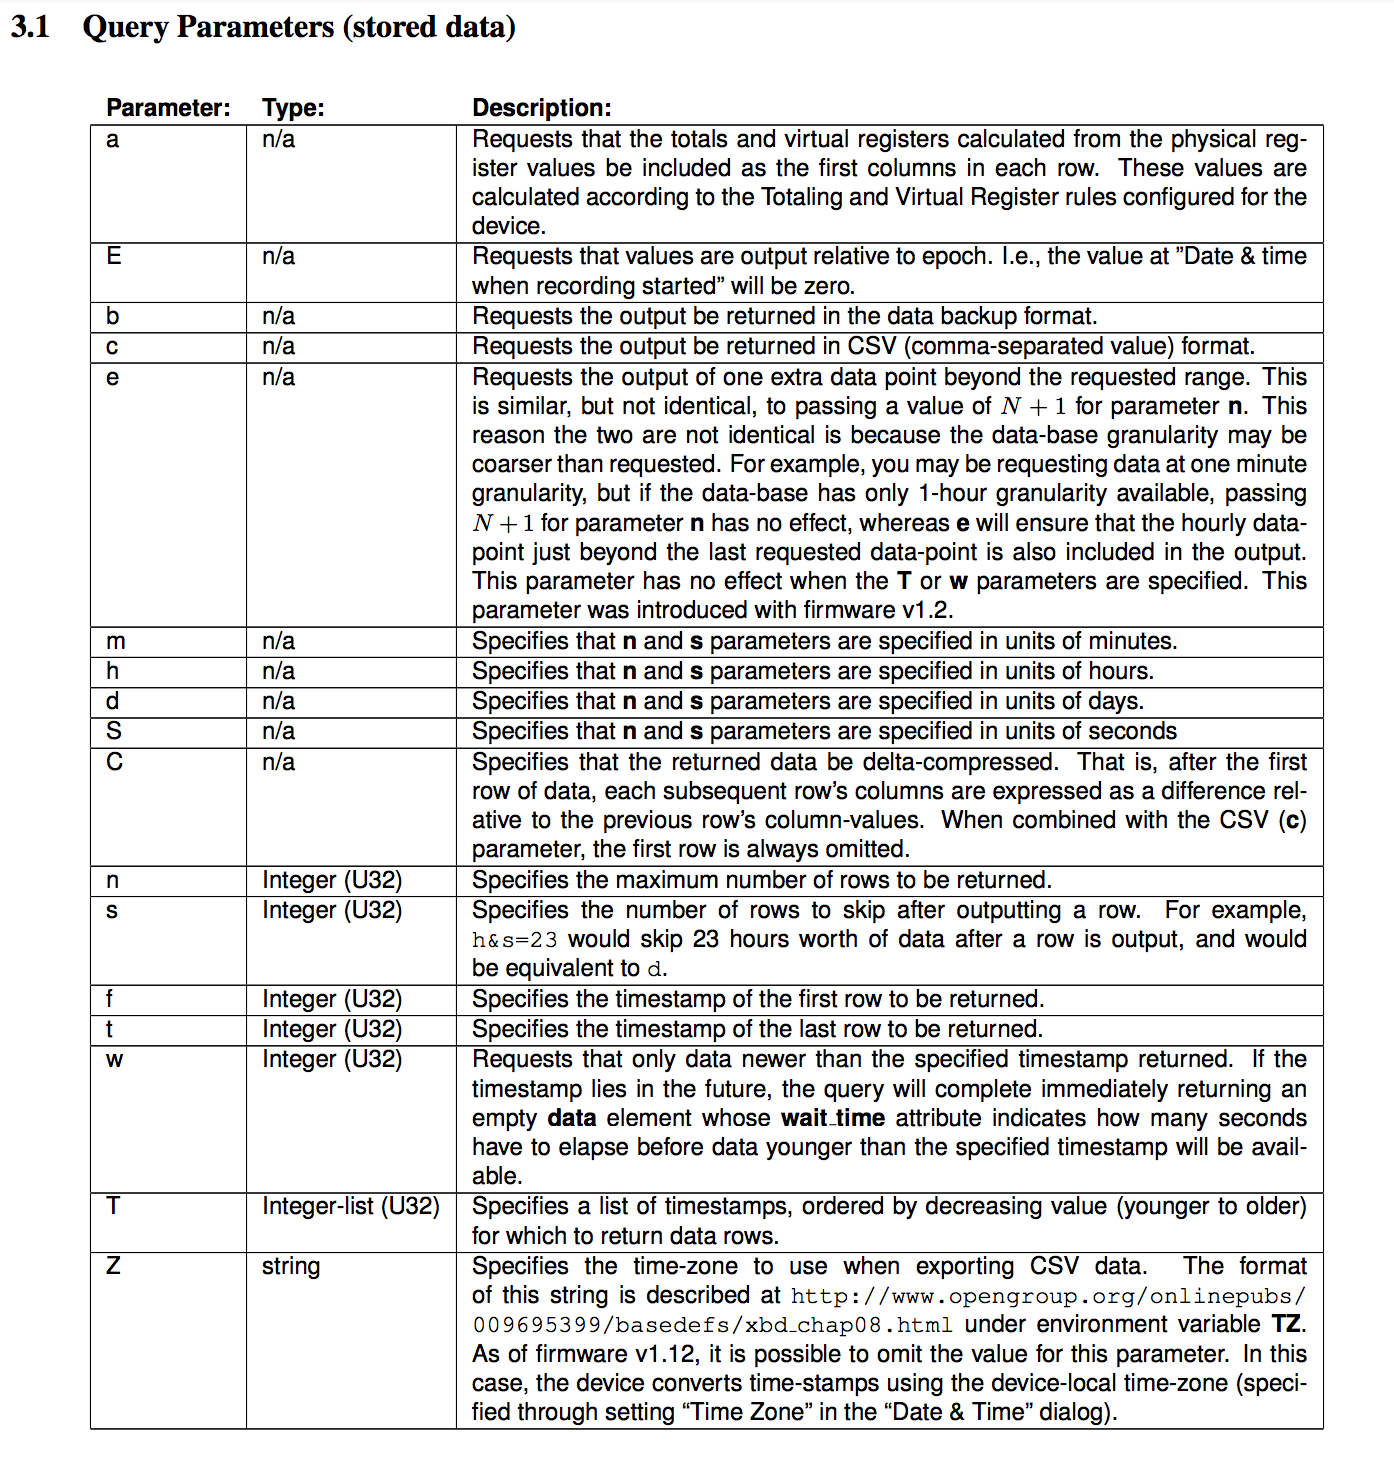 3.1 Query Parameters (stored data)
Parameter: Type: Description:
a n/a Requests that the totals and virtual registers calculated from the physical reg-
ister values be included as the first columns in each row. These values are
calculated according to the Totaling and Virtual Register rules configured for the
device.
E n/a Requests that values are output relative to epoch. I.e., the value at ”Date & time
when recording started” will be zero.
b n/a Requests the output be returned in the data backup format.
c n/a Requests the output be returned in CSV (comma-separated value) format.
e n/a Requests the output of one extra data point beyond the requested range. This
is similar, but not identical, to passing a value of N + 1 for parameter n. This
reason the two are not identical is because the data-base granularity may be
coarser than requested. For example, you may be requesting data at one minute
granularity, but if the data-base has only 1-hour granularity available, passing
N + 1 for parameter n has no effect, whereas e will ensure that the hourly data-
point just beyond the last requested data-point is also included in the output.
This parameter has no effect when the T or w parameters are specified. This
parameter was introduced with firmware v1.2.
m n/a Specifies that n and s parameters are specified in units of minutes.
h n/a Specifies that n and s parameters are specified in units of hours.
d n/a Specifies that n and s parameters are specified in units of days.
S n/a Specifies that n and s parameters are specified in units of seconds
C n/a Specifies that the returned data be delta-compressed. That is, after the first
row of data, each subsequent row’s columns are expressed as a difference rel-
ative to the previous row’s column-values. When combined with the CSV (c)
parameter, the first row is always omitted.
n Integer (U32) Specifies the maximum number of rows to be returned.
s Integer (U32) Specifies the number of rows to skip after outputting a row. For example,
h&s=23 would skip 23 hours worth of data after a row is output, and would
be equivalent to d.
f Integer (U32) Specifies the timestamp of the first row to be returned.
t Integer (U32) Specifies the timestamp of the last row to be returned.
w Integer (U32) Requests that only data newer than the specified timestamp returned. If the
timestamp lies in the future, the query will complete immediately returning an
empty data element whose wait_time attribute indicates how many seconds
have to elapse before data younger than the specified timestamp will be avail-
able.
T Integer-list (U32) Specifies a list of timestamps, ordered by decreasing value (younger to older)
for which to return data rows.
Z string Specifies the time-zone to use when exporting CSV data. The format
of this string is described at http://www.opengroup.org/onlinepubs/
009695399/basedefs/xbd_chap08.html under environment variable TZ.
As of firmware v1.12, it is possible to omit the value for this parameter. In this
case, the device converts time-stamps using the device-local time-zone (speci-
fied through setting “Time Zone” in the “Date & Time” dialog).